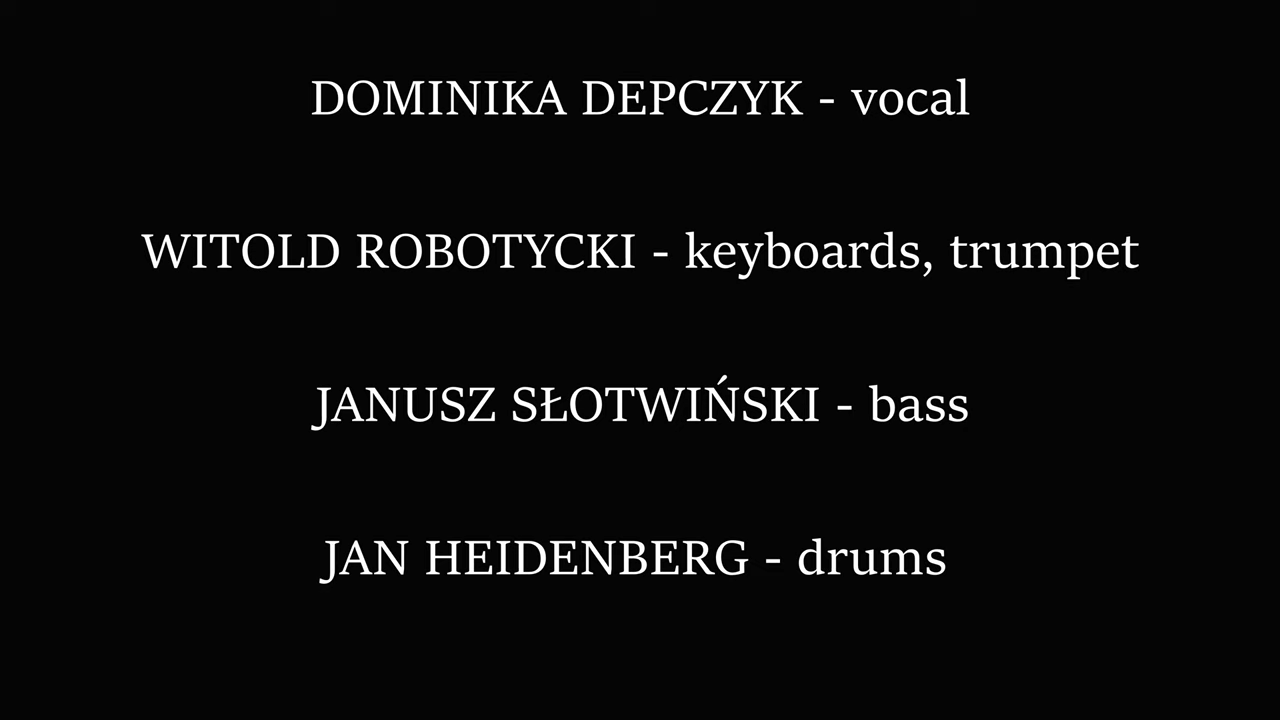 DOMINIKA DEPCZYK - vocal
WITOLD ROBOTYCKI - keyboards, trumpet
JANUSZ SŁOTWIŃSKI - bass
JAN HEIDENBERG - drums